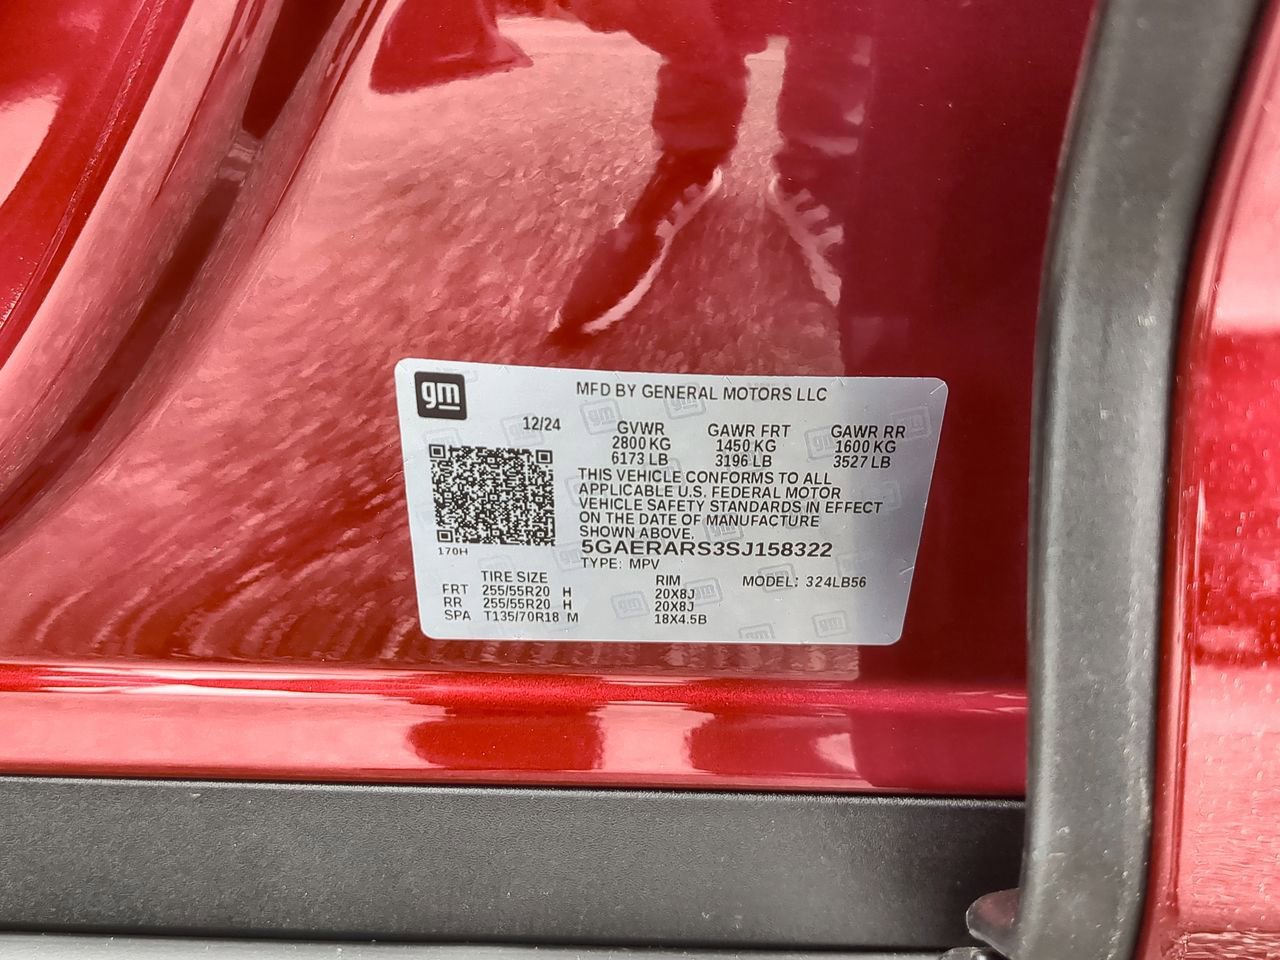 gm
MFD BY GENERAL MOTORS LLC
12/24 GVWR GAWR FRT GAWR RR
2800 KG 1450 KG 1600 KG
6173 LB 3196 LB 3527 LB
THIS VEHICLE CONFORMS TO ALL
APPLICABLE U.S. FEDERAL MOTOR
VEHICLE SAFETY STANDARDS IN EFFECT
ON THE DATE OF MANUFACTURE
SHOWN ABOVE.
170H
5GAERARS3SJ158322
TYPE: MPV
TIRE SIZE RIM MODEL: 324LB56
FRT 255/55R20 H 20X8J
RR 255/55R20 H 20X8J
SPA T135/70R18 M 18X4.5B